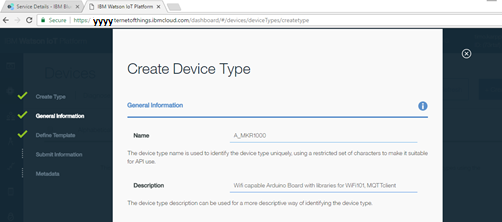 Service Details - IBM Blue
IBM Watson IoT Platform
Secure https: yyyy.ternetofthings.ibmcloud.com/dashboard/#/devices/deviceTypes/createtype
Create Device Type
Create Type
General Information
Define Template
Submit Information
Metadata
General Information
Name A_MKR1000
The device type name is used to identify the device type uniquely, using a restricted set of characters to make it suitable
for API use.
Description Wifi capable Arduino Board with libraries for WiFi101, MQTTclient
The device type description can be used for a more descriptive way of identifying the device type.